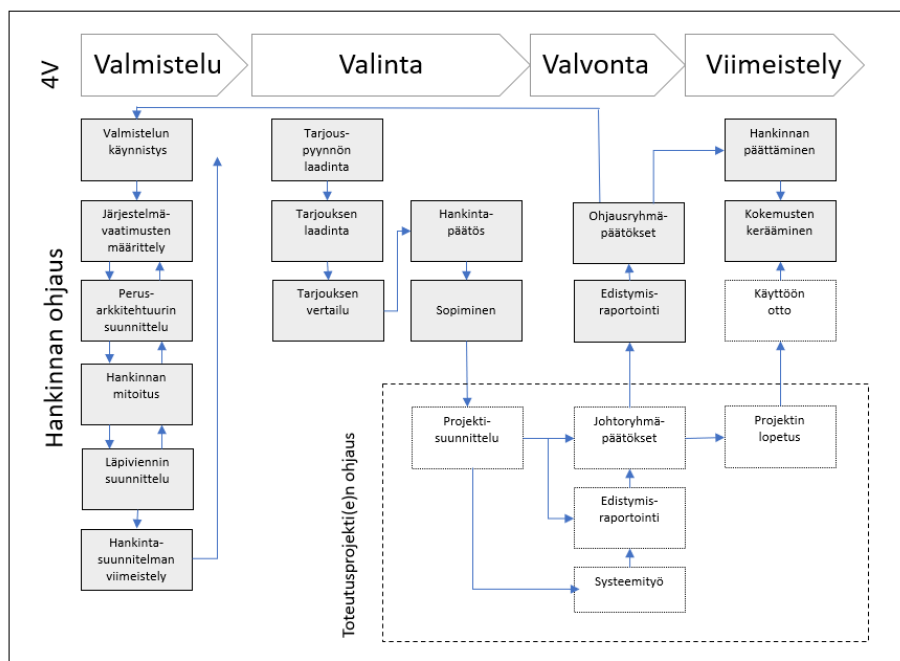 4V
Valmistelu
Valinta
Valvonta
Viimeistely
Hankinnan ohjaus
Valmistelun
käynnistys
Järjestelmä-
vaatimusten
määrittely
Perus-
arkkitehtuurin
suunnittelu
Hankinnan
mitoitus
Läpiviennin
suunnittelu
Hankinta-
suunnitelman
viimeistely
Tarjous-
pyynnön
laadinta
Tarjouksen
laadinta
Tarjouksen
vertailu
Hankinta-
päätös
Sopiminen
Ohjausryhmä-
päätökset
Edistymis-
raportointi
Hankinnan
päättäminen
Kokemusten
kerääminen
Käyttöön
otto
Toteutusprojekti(e)n ohjaus
Projekti-
suunnittelu
Johtoryhmä-
päätökset
Edistymis-
raportointi
Systeemityö
Projektin
lopetus